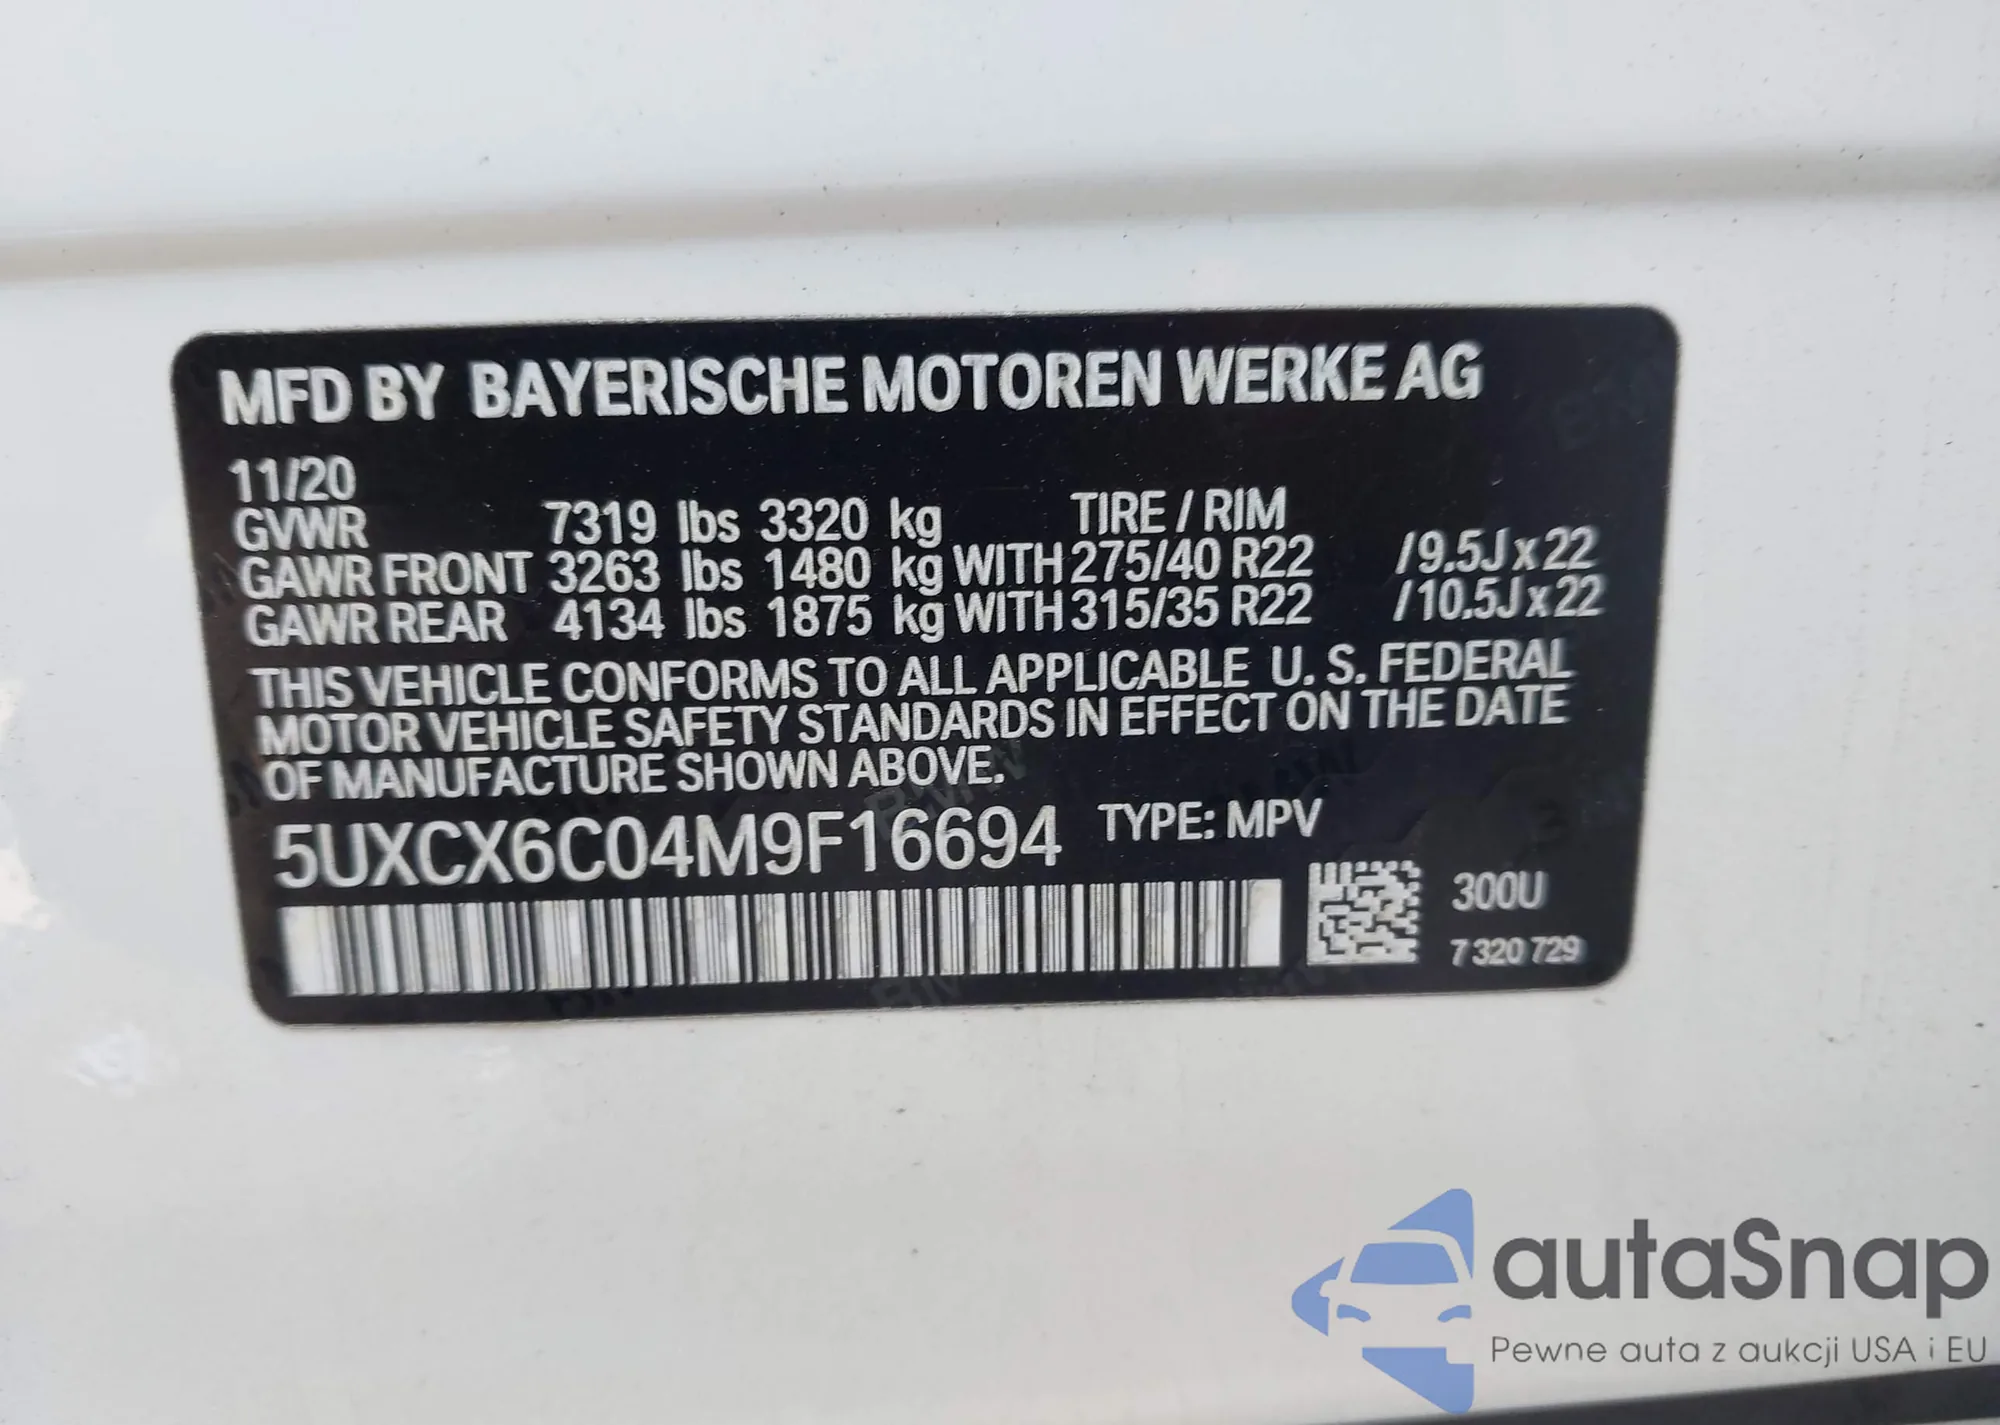 MFD BY BAYERISCHE MOTOREN WERKE AG
11/20
GVWR 7319 lbs 3320 kg TIRE / RIM
GAWR FRONT 3263 lbs 1480 kg WITH 275/40 R22 /9.5J x 22
GAWR REAR 4134 lbs 1875 kg WITH 315/35 R22 /10.5J x 22
THIS VEHICLE CONFORMS TO ALL APPLICABLE U. S. FEDERAL
MOTOR VEHICLE SAFETY STANDARDS IN EFFECT ON THE DATE
OF MANUFACTURE SHOWN ABOVE.
5UXCX6C04M9F16694 TYPE: MPV
300U
7 320 729
autaSnap
Pewne auta z aukcji USA i EU